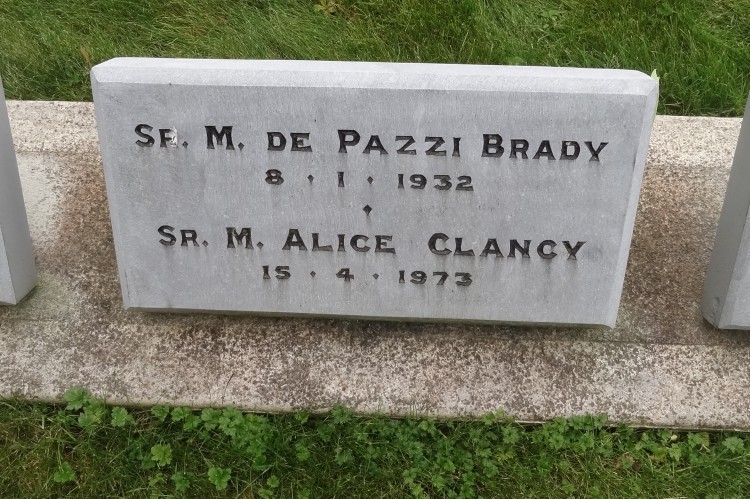 Sr. M. de Pazzi Brady
8 · 1 · 1932
Sr. M. Alice Clancy
15 · 4 · 1973